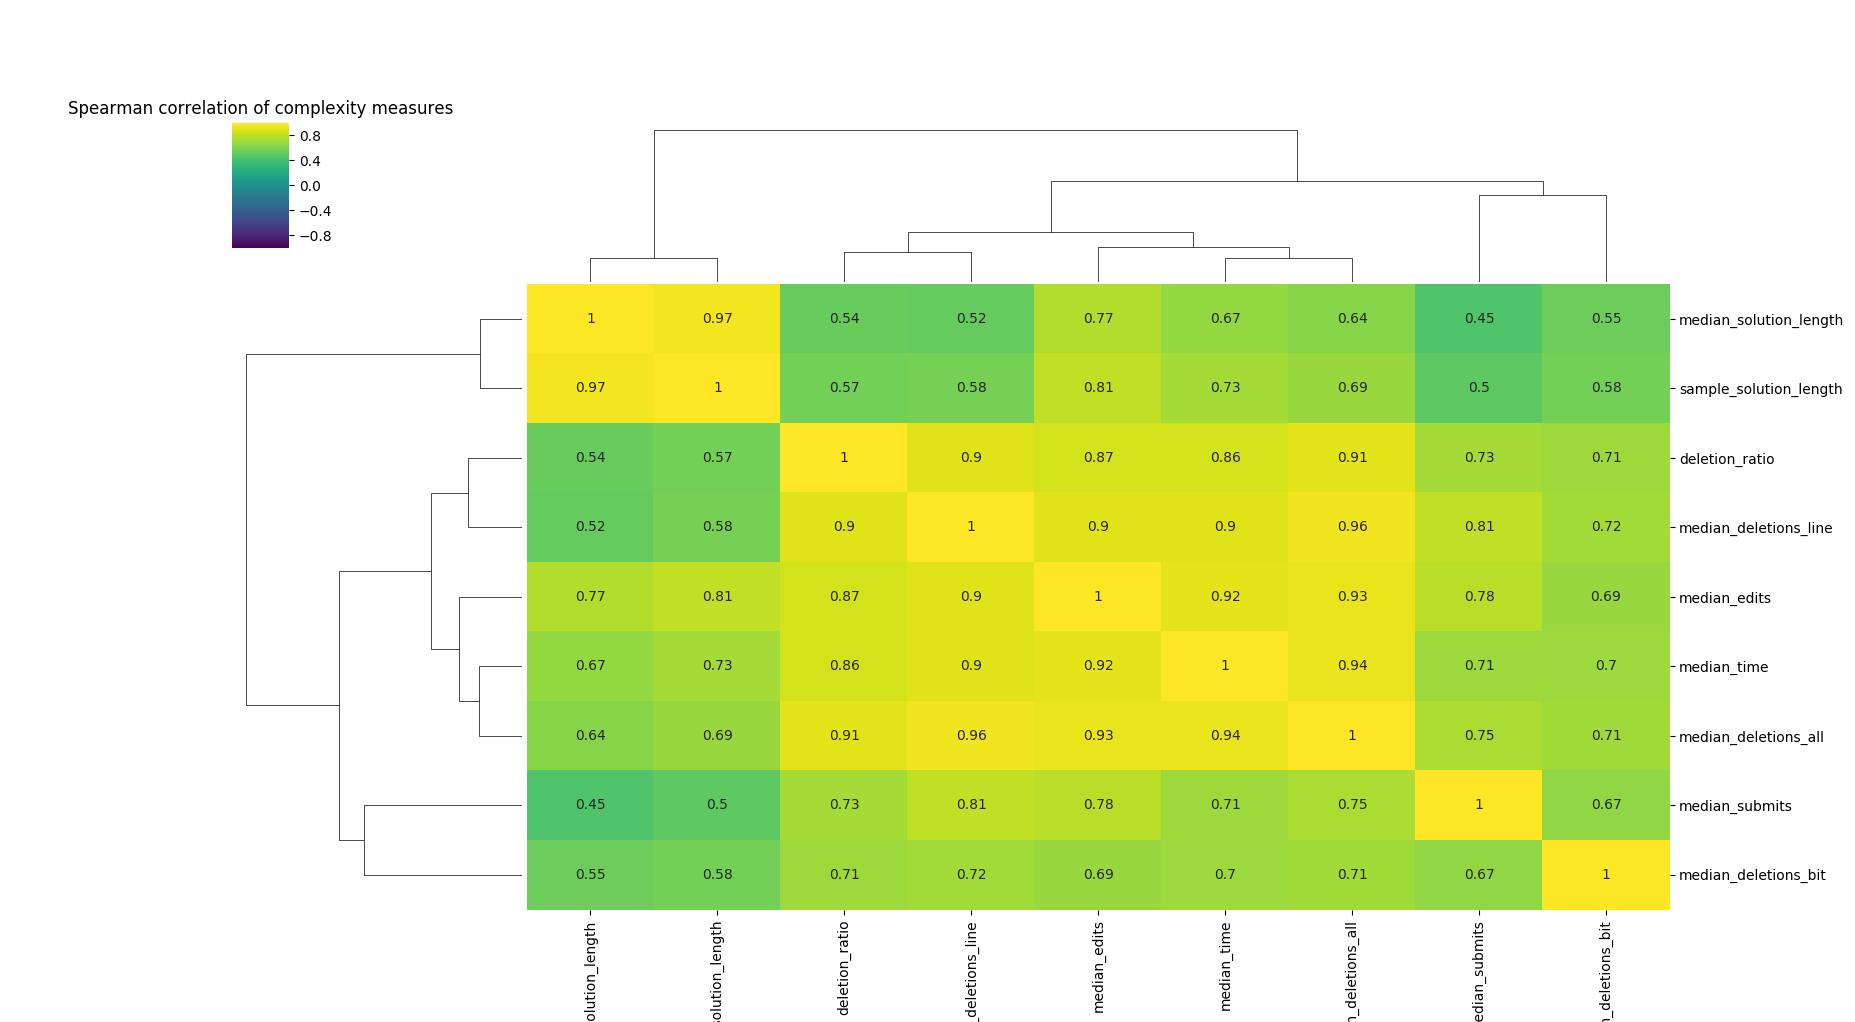 Spearman correlation of complexity measures
0.8
0.4
0.0
−0.4
−0.8
1 0.97 0.54 0.52 0.77 0.67 0.64 0.45 0.55 median_solution_length
0.97 1 0.57 0.58 0.81 0.73 0.69 0.5 0.58 sample_solution_length
0.54 0.57 1 0.9 0.87 0.86 0.91 0.73 0.71 deletion_ratio
0.52 0.58 0.9 1 0.9 0.9 0.96 0.81 0.72 median_deletions_line
0.77 0.81 0.87 0.9 1 0.92 0.93 0.78 0.69 median_edits
0.67 0.73 0.86 0.9 0.92 1 0.94 0.71 0.7 median_time
0.64 0.69 0.91 0.96 0.93 0.94 1 0.75 0.71 median_deletions_all
0.45 0.5 0.73 0.81 0.78 0.71 0.75 1 0.67 median_submits
0.55 0.58 0.71 0.72 0.69 0.7 0.71 0.67 1 median_deletions_bit
olution_length
solution_length
deletion_ratio
_deletions_line
median_edits
median_time
n_deletions_all
edian_submits
n_deletions_bit